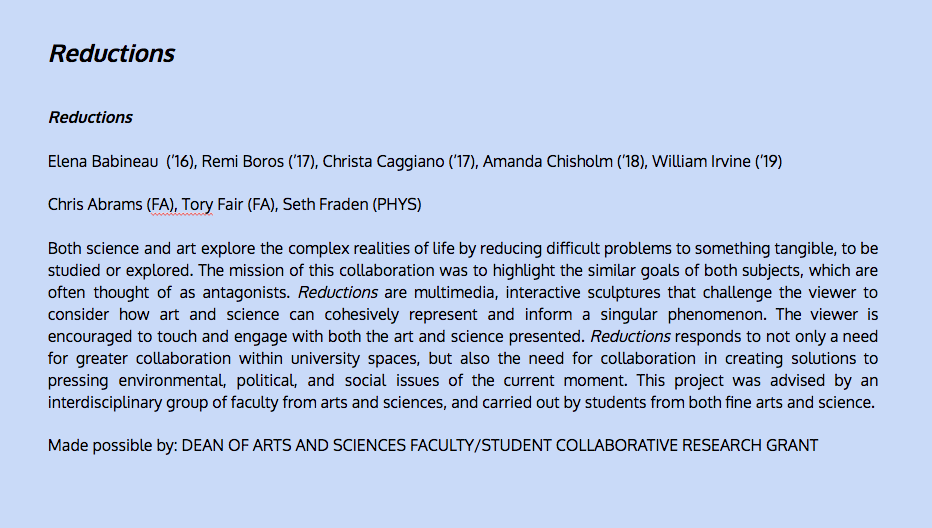 Reductions
Reductions
Elena Babineau  ('16), Remi Boros ('17), Christa Caggiano ('17), Amanda Chisholm ('18), William Irvine ('19)
Chris Abrams (FA), Tory Fair (FA), Seth Fraden (PHYS)
Both science and art explore the complex realities of life by reducing difficult problems to something tangible, to be
studied or explored. The mission of this collaboration was to highlight the similar goals of both subjects, which are
often thought of as antagonists. Reductions are multimedia, interactive sculptures that challenge the viewer to
consider how art and science can cohesively represent and inform a singular phenomenon. The viewer is
encouraged to touch and engage with both the art and science presented. Reductions responds to not only a need
for greater collaboration within university spaces, but also the need for collaboration in creating solutions to
pressing environmental, political, and social issues of the current moment. This project was advised by an
interdisciplinary group of faculty from arts and sciences, and carried out by students from both fine arts and science.
Made possible by: DEAN OF ARTS AND SCIENCES FACULTY/STUDENT COLLABORATIVE RESEARCH GRANT